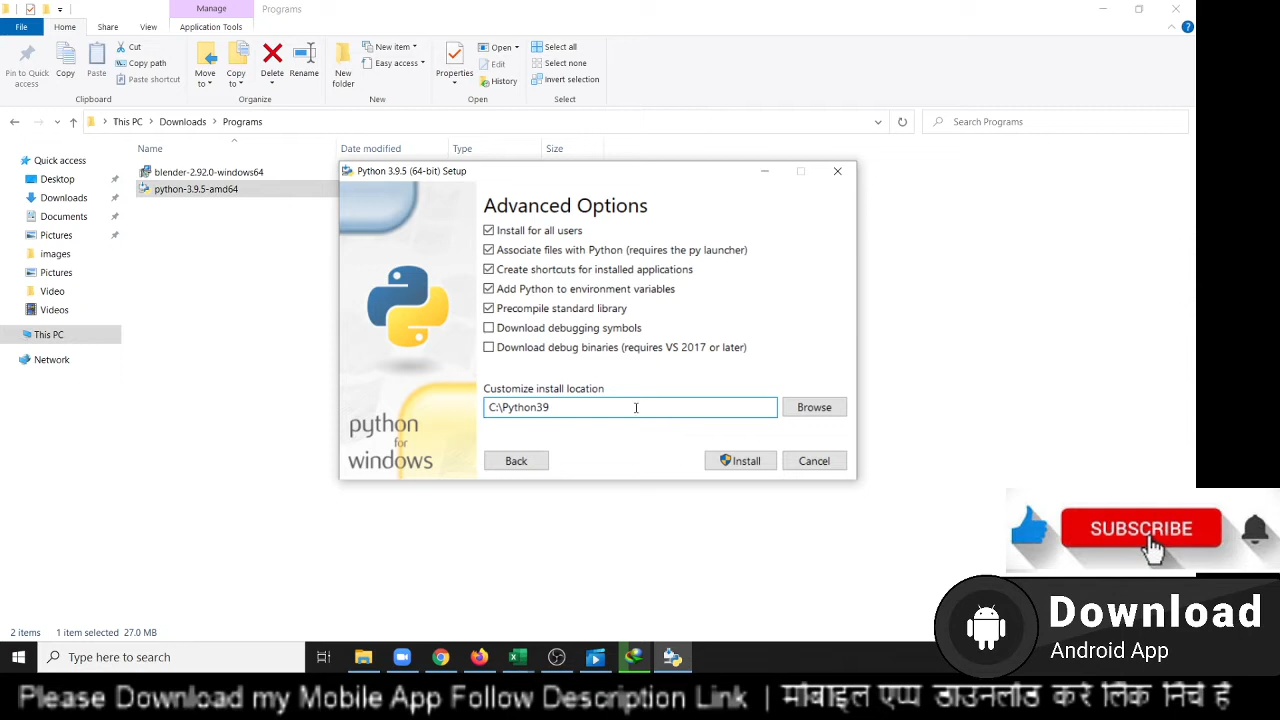 Manage
Programs
File
Home
Share
View
Application Tools
Pin to Quick access
Copy
Paste
Cut
Copy path
Paste shortcut
Clipboard
Move to
Copy to
Delete
Rename
Organize
New folder
New item
Easy access
New
Properties
Open
Edit
History
Open
Select all
Select none
Invert selection
Select
This PC > Downloads > Programs
Search Programs
Name
Date modified
Type
Size
Quick access
Desktop
Downloads
Documents
Pictures
images
Pictures
Video
Videos
This PC
Network
blender-2.92.0-windows64
python-3.9.5-amd64
Python 3.9.5 (64-bit) Setup
Advanced Options
Install for all users
Associate files with Python (requires the py launcher)
Create shortcuts for installed applications
Add Python to environment variables
Precompile standard library
Download debugging symbols
Download debug binaries (requires VS 2017 or later)
Customize install location
C:\Python39
Browse
python
for
windows
Back
Install
Cancel
SUBSCRIBE
Download
Android App
2 items
1 item selected 27.0 MB
Type here to search
Please Download my Mobile App Follow Description Link | मोबाइल एप्प डाउनलोड करे लिंक निचे है